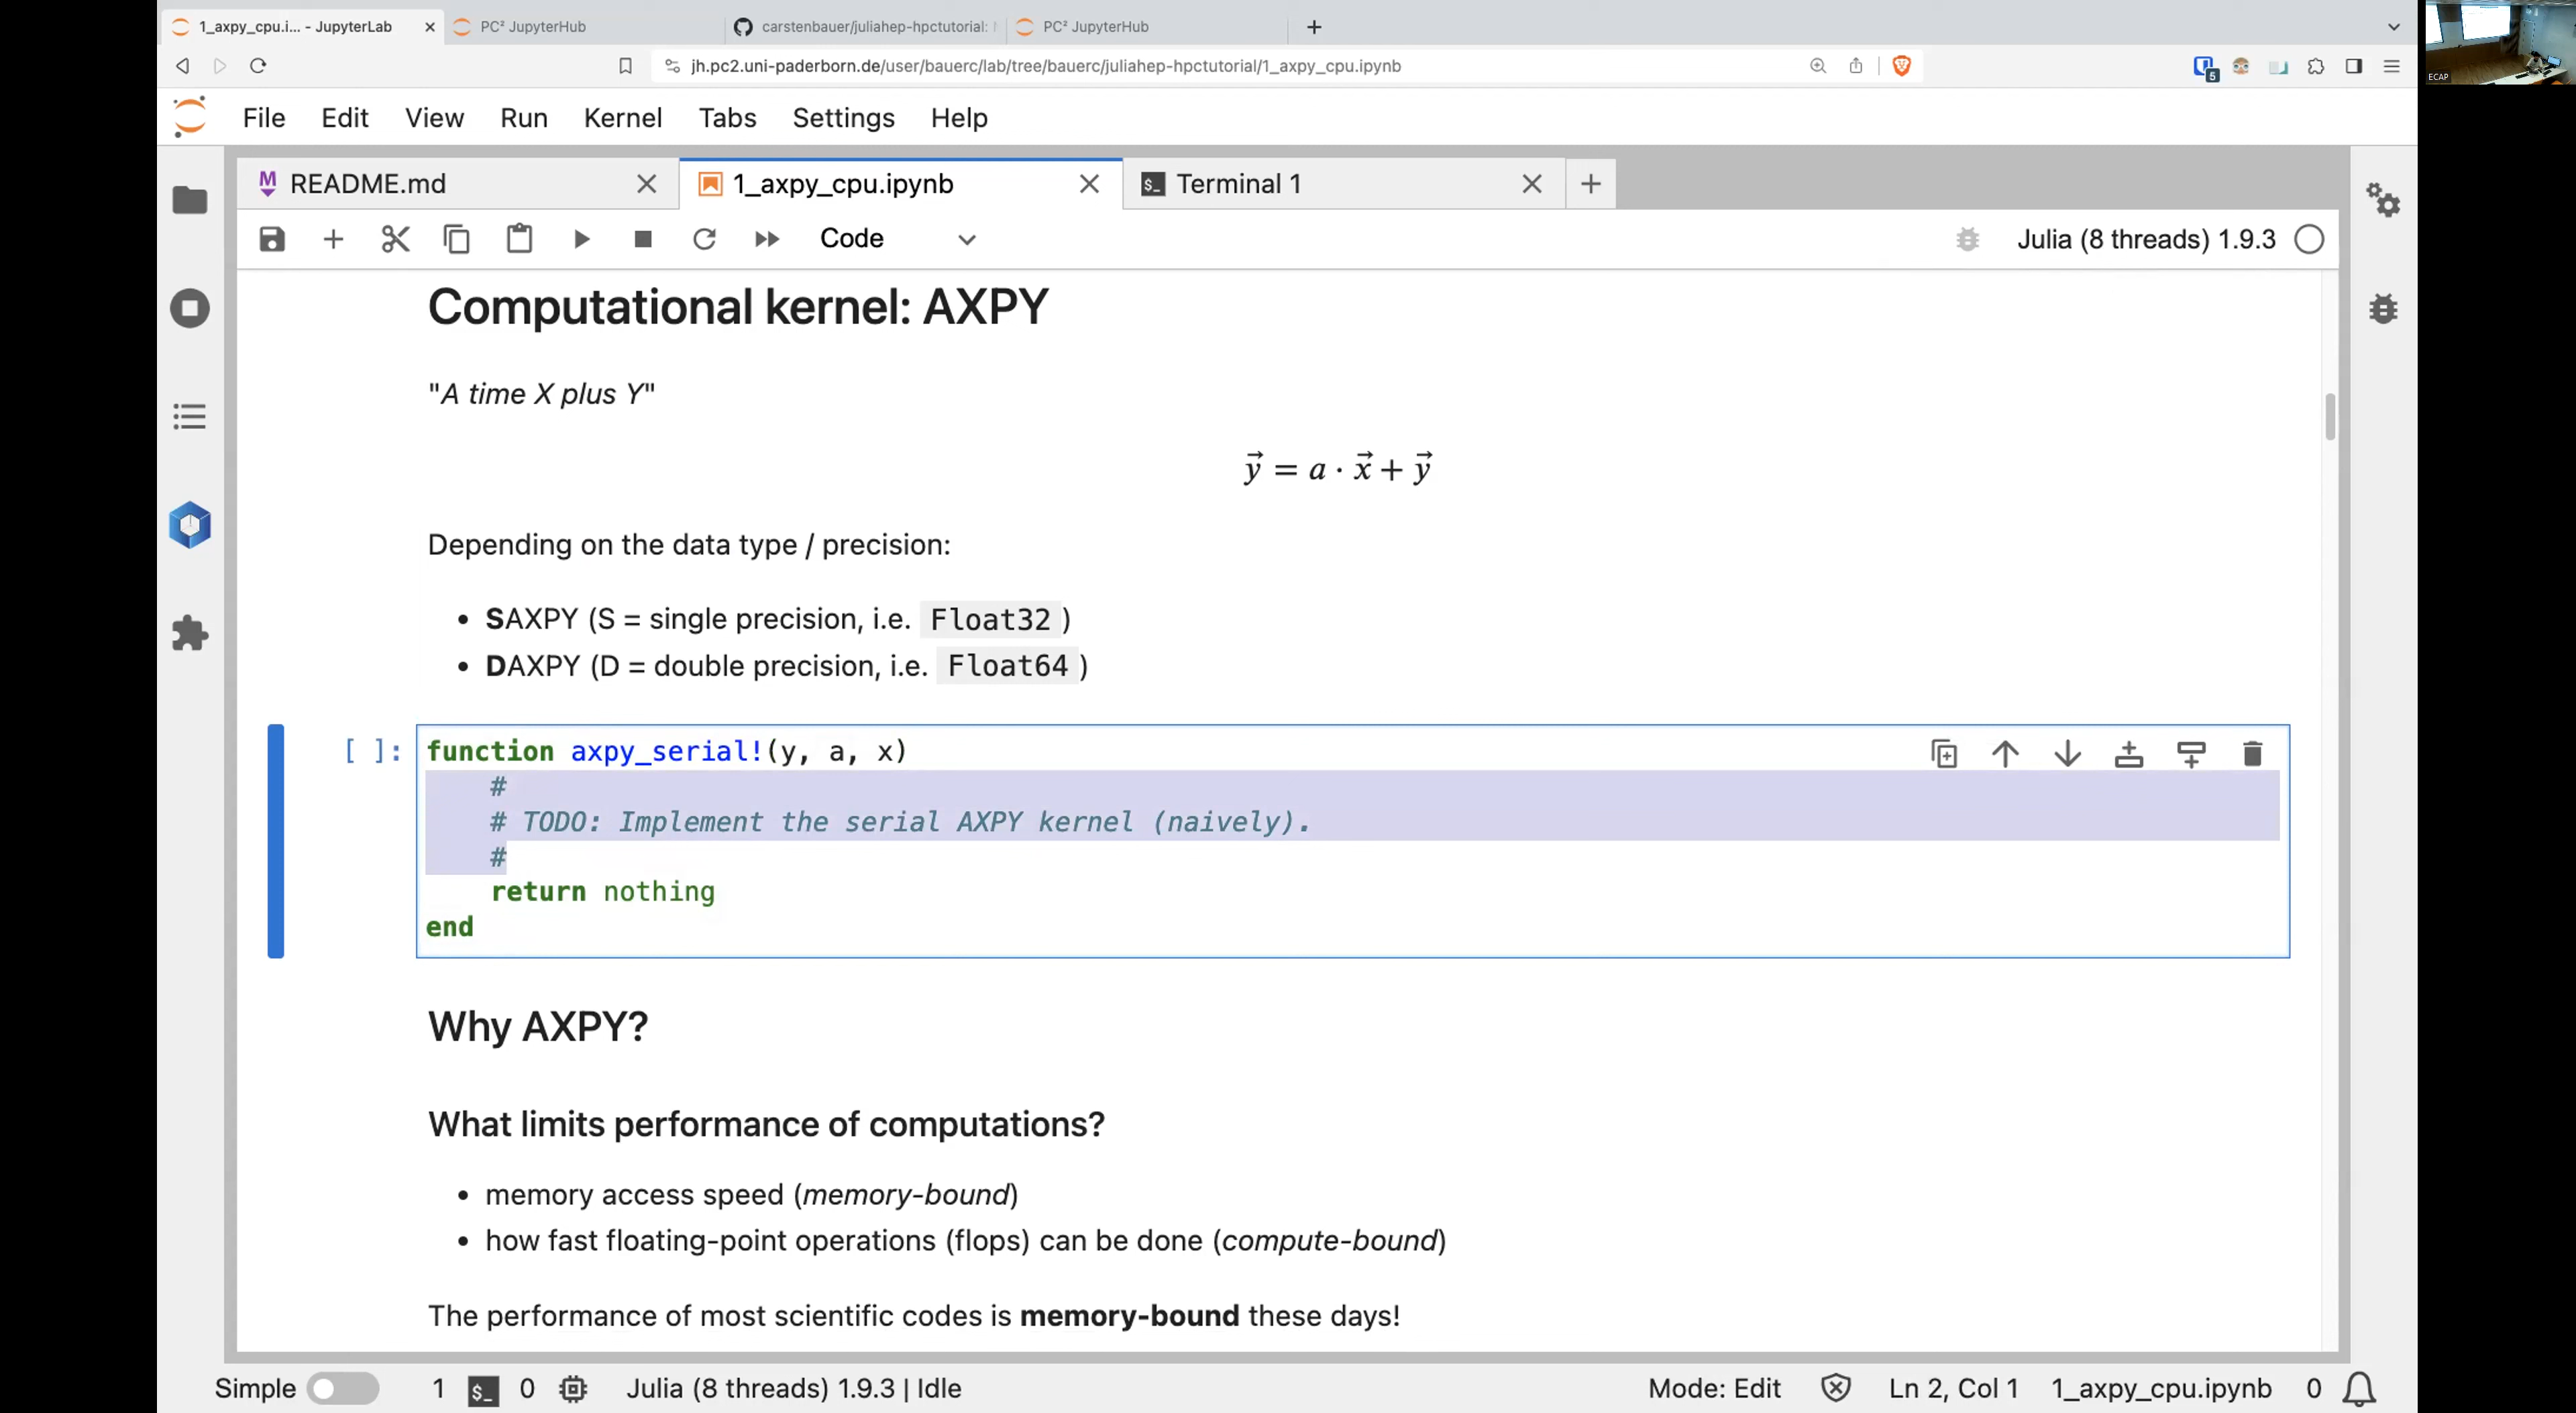 1_axpy_cpu.i... - JupyterLab
PC² JupyterHub
carstenbauer/juliahep-hpctutorial:
PC² JupyterHub
jh.pc2.uni-paderborn.de/user/bauerc/lab/tree/bauerc/juliahep-hpctutorial/1_axpy_cpu.ipynb
5
ECAP
File Edit View Run Kernel Tabs Settings Help
README.md
1_axpy_cpu.ipynb
Terminal 1
Code
Julia (8 threads) 1.9.3
Computational kernel: AXPY
"A time X plus Y"
y⃗ = a · x⃗ + y⃗
Depending on the data type / precision:
• SAXPY (S = single precision, i.e. Float32 )
• DAXPY (D = double precision, i.e. Float64 )
[ ]: function axpy_serial!(y, a, x)
#
# TODO: Implement the serial AXPY kernel (naively).
#
return nothing
end
Why AXPY?
What limits performance of computations?
• memory access speed (memory-bound)
• how fast floating-point operations (flops) can be done (compute-bound)
The performance of most scientific codes is memory-bound these days!
Simple 1 $_ 0 Julia (8 threads) 1.9.3 | Idle Mode: Edit Ln 2, Col 1 1_axpy_cpu.ipynb 0